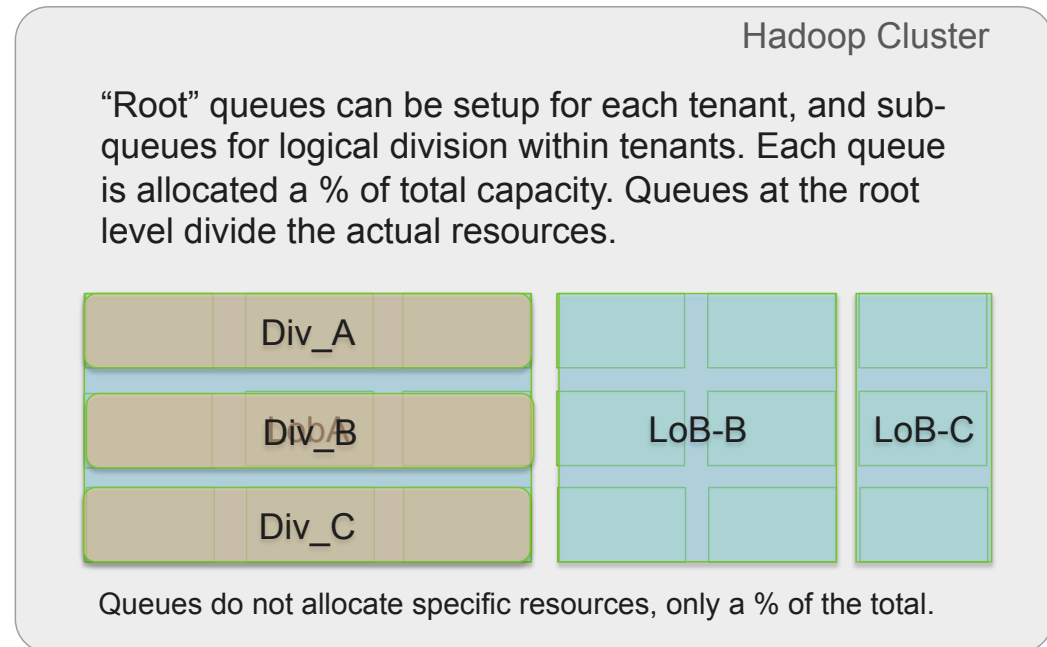 Hadoop Cluster
“Root” queues can be setup for each tenant, and sub-
queues for logical division within tenants. Each queue
is allocated a % of total capacity. Queues at the root
level divide the actual resources.
Div_A
LobA
Div_B
LoB-B
LoB-C
Div_C
Queues do not allocate specific resources, only a % of the total.